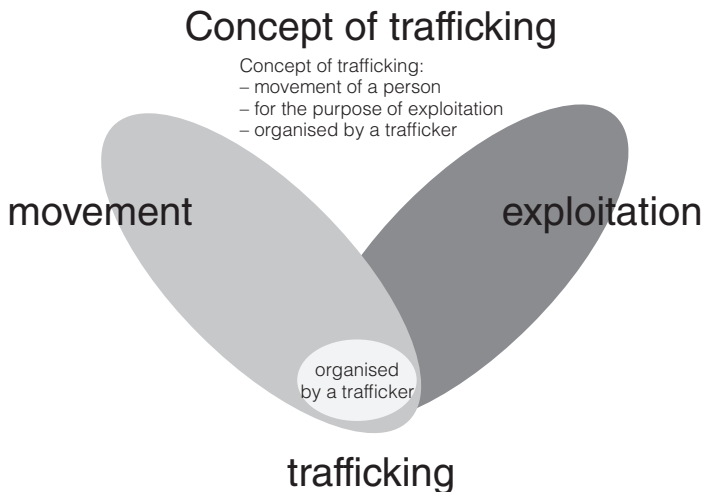 Concept of trafficking
Concept of trafficking:
– movement of a person
– for the purpose of exploitation
– organised by a trafficker
movement
exploitation
organised
by a trafficker
trafficking